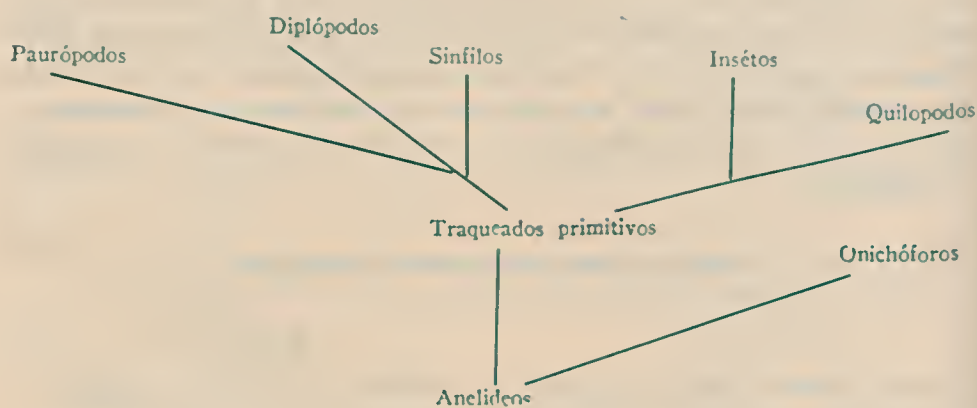 Diplópodos
Paurópodos
Sinfilos
Insétos
Quilopodos
Traqueados primitivos
Onichóforos
Anelideos